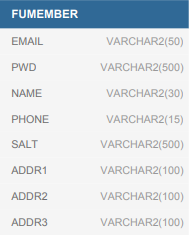 FUMEMBER
EMAIL VARCHAR2(50)
PWD VARCHAR2(500)
NAME VARCHAR2(30)
PHONE VARCHAR2(15)
SALT VARCHAR2(500)
ADDR1 VARCHAR2(100)
ADDR2 VARCHAR2(100)
ADDR3 VARCHAR2(100)